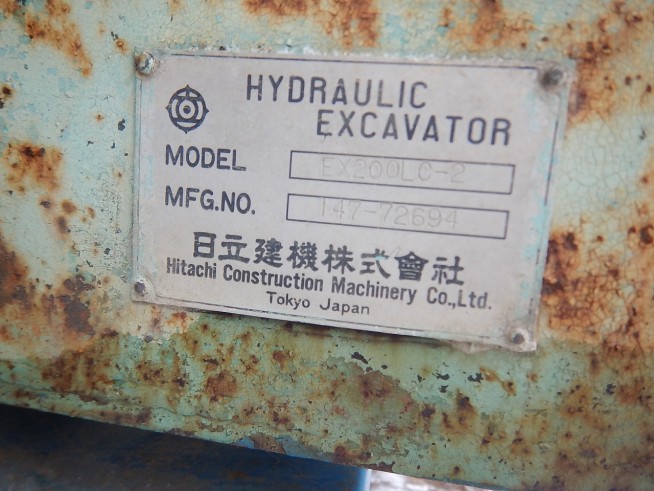 HYDRAULIC
EXCAVATOR
MODEL EX200LC-2
MFG.NO. 147-72694
日立建機株式會社
Hitachi Construction Machinery Co.,Ltd.
Tokyo Japan